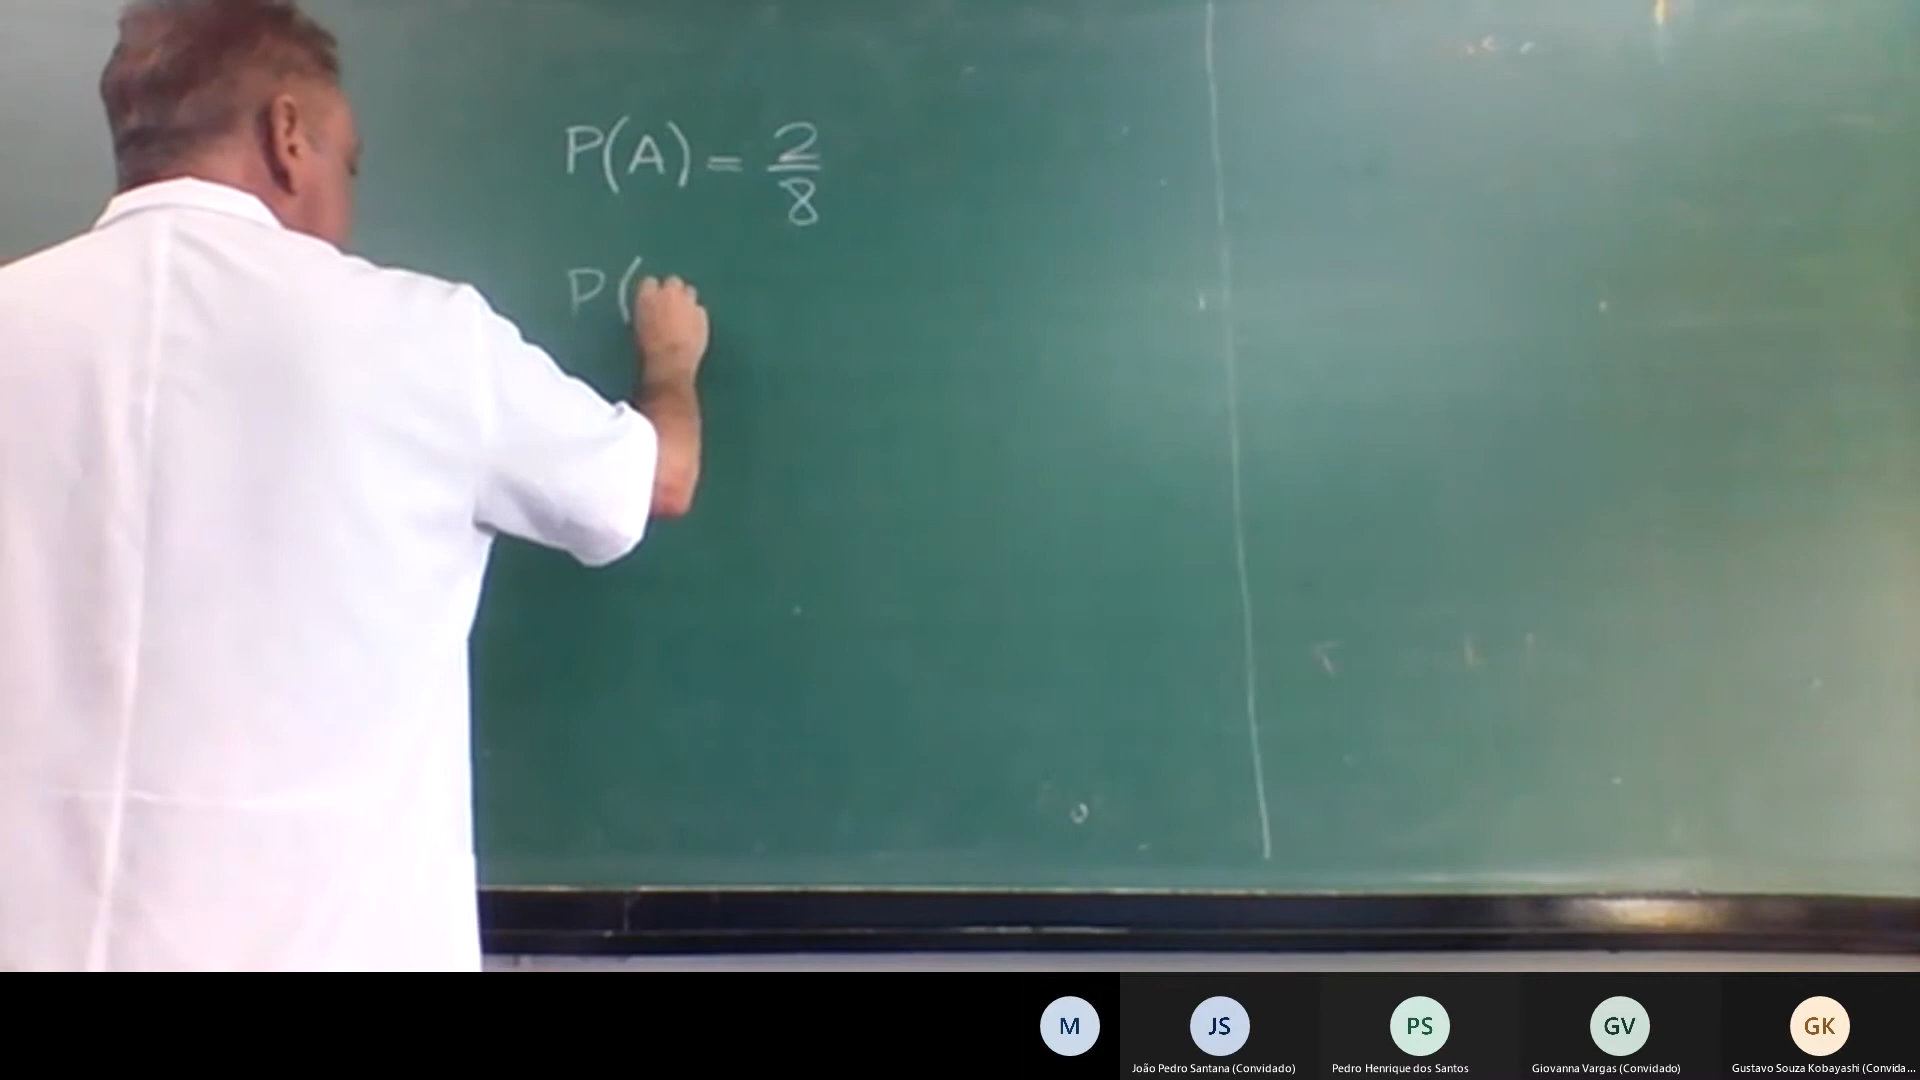 P(A) = 2/8
P(
M
JS
PS
GV
GK
João Pedro Santana (Convidado)
Pedro Henrique dos Santos
Giovanna Vargas (Convidado)
Gustavo Souza Kobayashi (Convida...